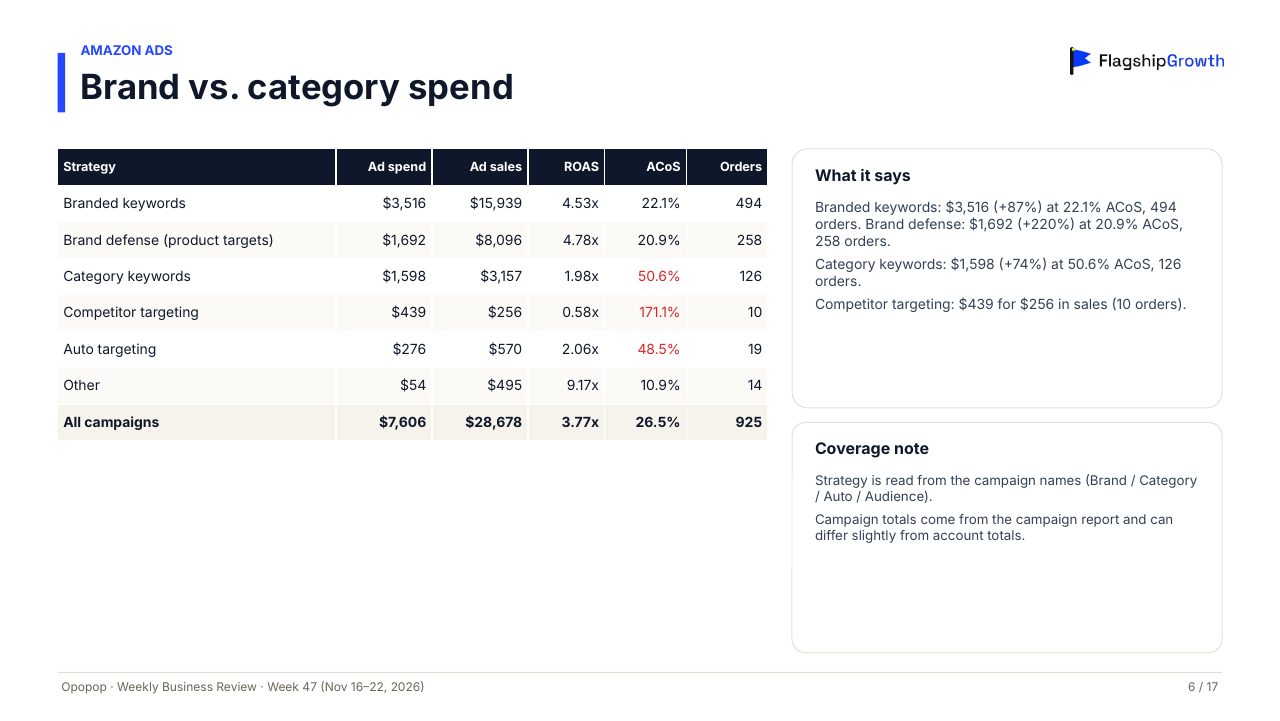 AMAZON ADS
Brand vs. category spend
FlagshipGrowth
Strategy Ad spend Ad sales ROAS ACoS Orders
Branded keywords $3,516 $15,939 4.53x 22.1% 494
Brand defense (product targets) $1,692 $8,096 4.78x 20.9% 258
Category keywords $1,598 $3,157 1.98x 50.6% 126
Competitor targeting $439 $256 0.58x 171.1% 10
Auto targeting $276 $570 2.06x 48.5% 19
Other $54 $495 9.17x 10.9% 14
All campaigns $7,606 $28,678 3.77x 26.5% 925
What it says
Branded keywords: $3,516 (+87%) at 22.1% ACoS, 494
orders. Brand defense: $1,692 (+220%) at 20.9% ACoS,
258 orders.
Category keywords: $1,598 (+74%) at 50.6% ACoS, 126
orders.
Competitor targeting: $439 for $256 in sales (10 orders).
Coverage note
Strategy is read from the campaign names (Brand / Category
/ Auto / Audience).
Campaign totals come from the campaign report and can
differ slightly from account totals.
Opopop · Weekly Business Review · Week 47 (Nov 16–22, 2026)
6 / 17